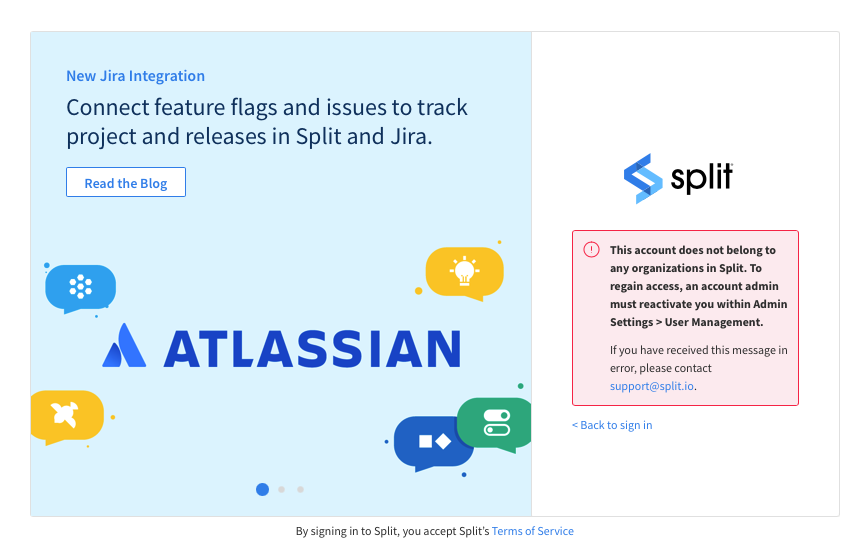 New Jira Integration
Connect feature flags and issues to track
project and releases in Split and Jira.
Read the Blog
ATLASSIAN
split
This account does not belong to
any organizations in Split. To
regain access, an account admin
must reactivate you within Admin
Settings > User Management.
If you have received this message in
error, please contact
support@split.io.
< Back to sign in
By signing in to Split, you accept Split's Terms of Service